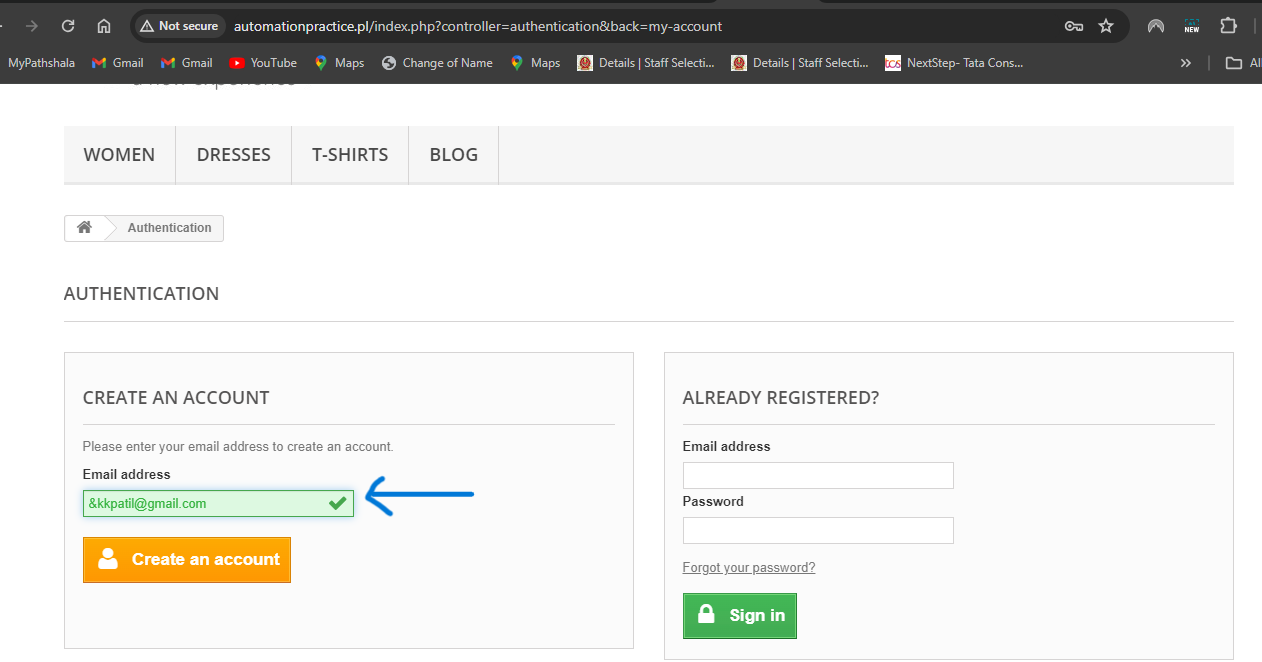 Not secure automationpractice.pl/index.php?controller=authentication&back=my-account NEW
MyPathshala Gmail Gmail YouTube Maps Change of Name Maps Details | Staff Selecti... Details | Staff Selecti... tcs NextStep- Tata Cons... » All
a new experience
WOMEN DRESSES T-SHIRTS BLOG
Authentication
AUTHENTICATION
CREATE AN ACCOUNT
Please enter your email address to create an account.
Email address
&kkpatil@gmail.com
Create an account
ALREADY REGISTERED?
Email address
Password
Forgot your password?
Sign in